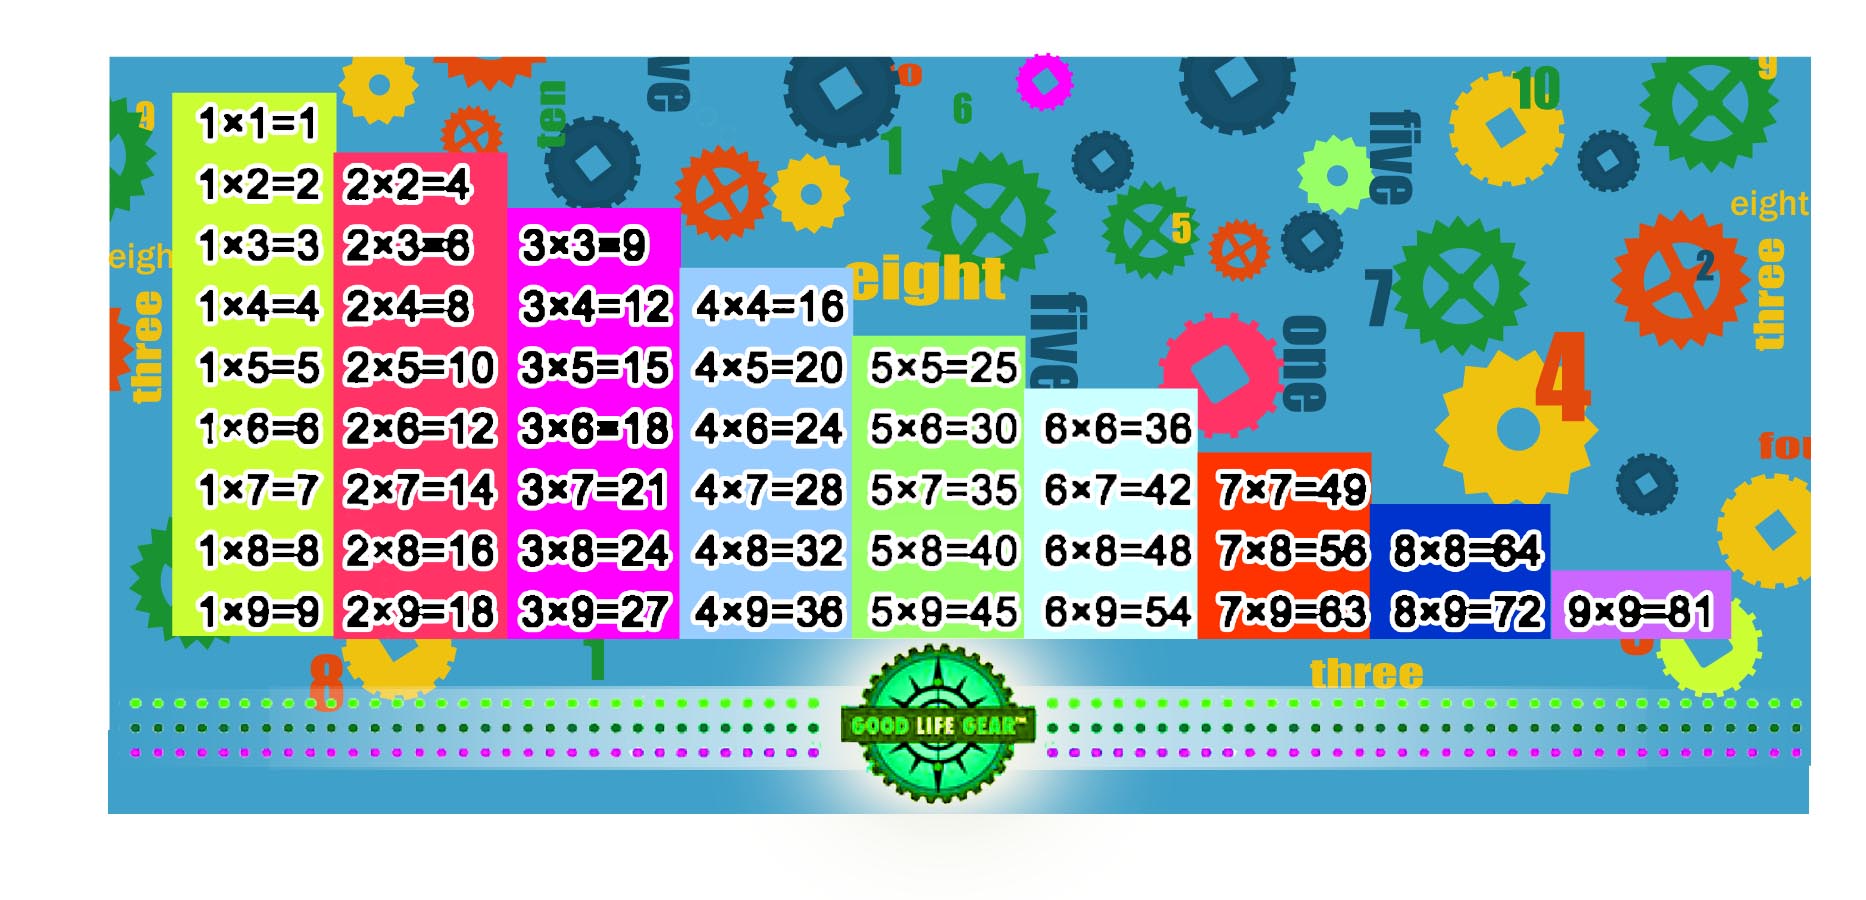 1×1=1
1×2=2 2×2=4
1×3=3 2×3=6 3×3=9
1×4=4 2×4=8 3×4=12 4×4=16
1×5=5 2×5=10 3×5=15 4×5=20 5×5=25
1×6=6 2×6=12 3×6=18 4×6=24 5×6=30 6×6=36
1×7=7 2×7=14 3×7=21 4×7=28 5×7=35 6×7=42 7×7=49
1×8=8 2×8=16 3×8=24 4×8=32 5×8=40 6×8=48 7×8=56 8×8=64
1×9=9 2×9=18 3×9=27 4×9=36 5×9=45 6×9=54 7×9=63 8×9=72 9×9=81
9
ten
1
6
10
9
five
5
eight
eigh
three
eight
five
one
7
2
three
4
8
1
three
GOOD LIFE GEAR™